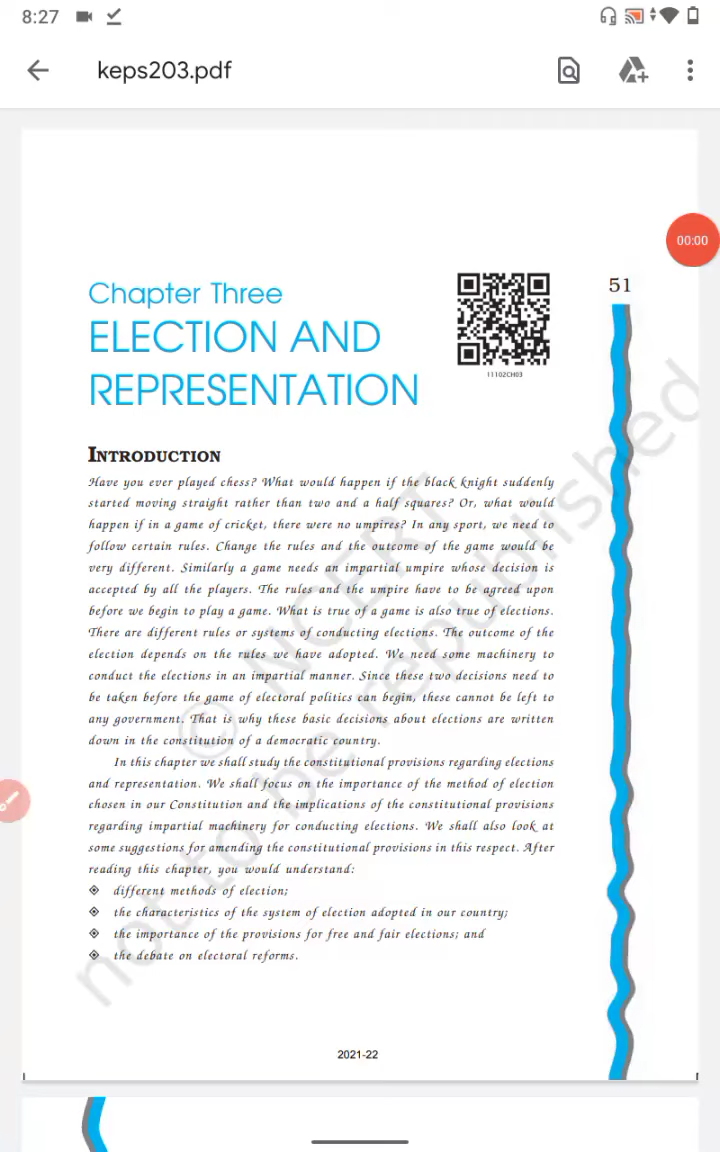 8:27
keps203.pdf
00:00
51
Chapter Three
ELECTION AND
REPRESENTATION
11102CH03
INTRODUCTION
Have you ever played chess? What would happen if the black knight suddenly
started moving straight rather than two and a half squares? Or, what would
happen if in a game of cricket, there were no umpires? In any sport, we need to
follow certain rules. Change the rules and the outcome of the game would be
very different. Similarly a game needs an impartial umpire whose decision is
accepted by all the players. The rules and the umpire have to be agreed upon
before we begin to play a game. What is true of a game is also true of elections.
There are different rules or systems of conducting elections. The outcome of the
election depends on the rules we have adopted. We need some machinery to
conduct the elections in an impartial manner. Since these two decisions need to
be taken before the game of electoral politics can begin, these cannot be left to
any government. That is why these basic decisions about elections are written
down in the constitution of a democratic country.
In this chapter we shall study the constitutional provisions regarding elections
and representation. We shall focus on the importance of the method of election
chosen in our Constitution and the implications of the constitutional provisions
regarding impartial machinery for conducting elections. We shall also look at
some suggestions for amending the constitutional provisions in this respect. After
reading this chapter, you would understand:
different methods of election;
the characteristics of the system of election adopted in our country;
the importance of the provisions for free and fair elections; and
the debate on electoral reforms.
© NCERT
not to be republished
2021-22